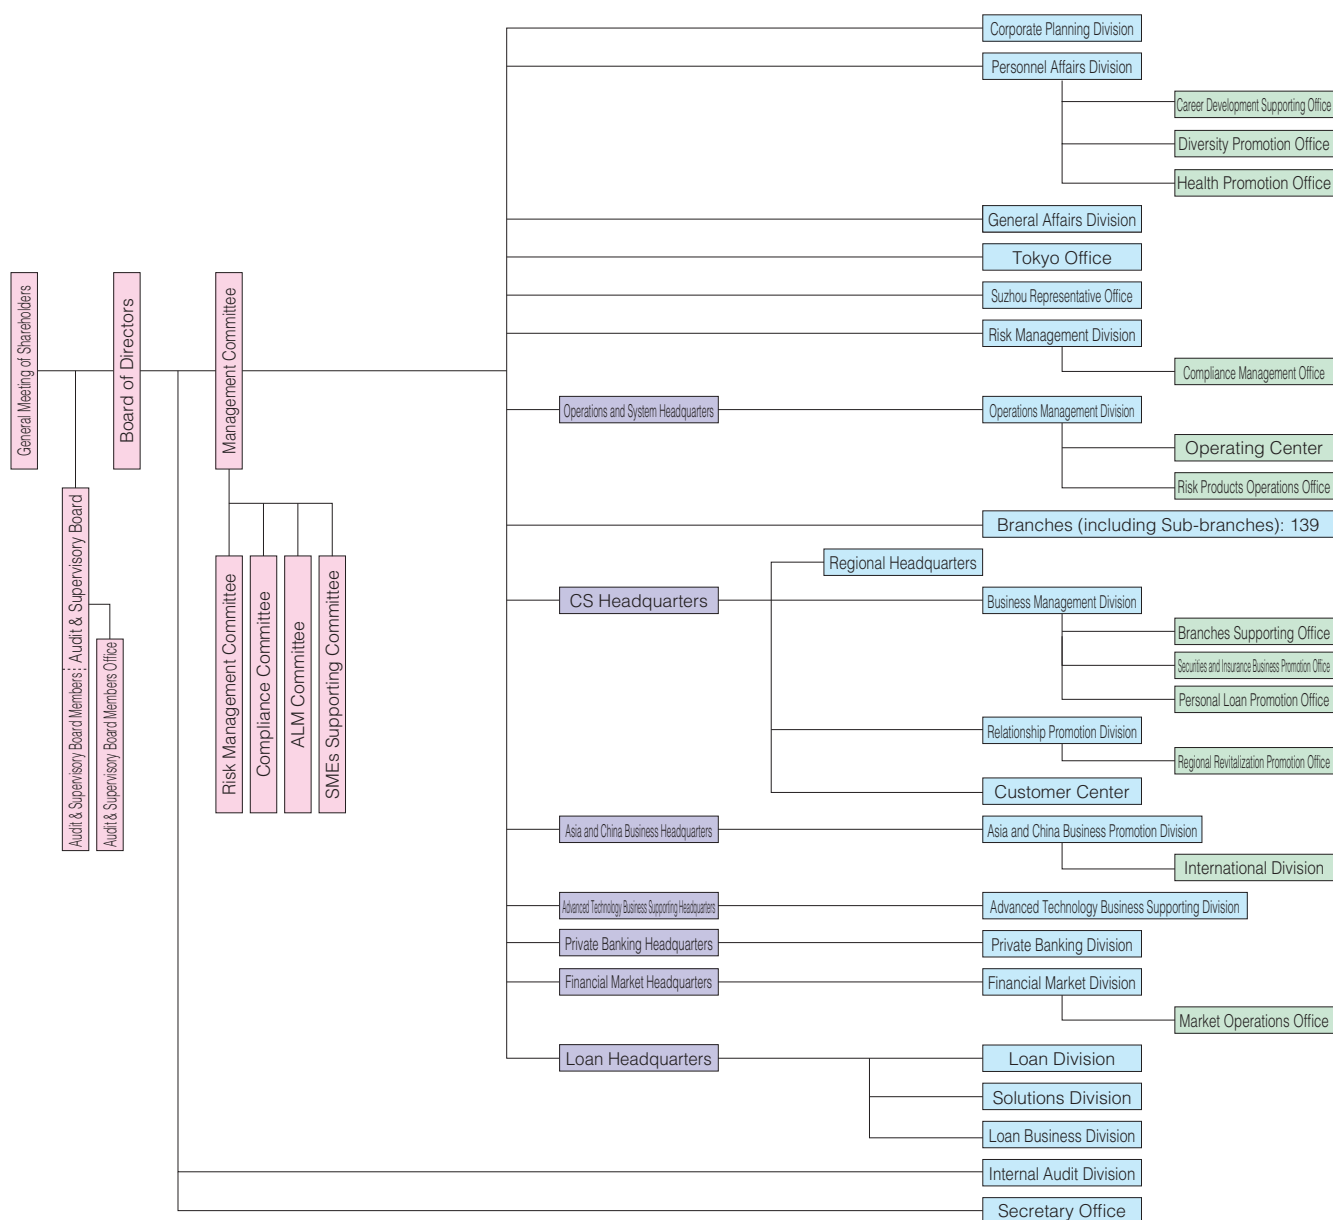 General Meeting of Shareholders
Audit & Supervisory Board Members
Audit & Supervisory Board
Audit & Supervisory Board Members Office
Board of Directors
Management Committee
Risk Management Committee
Compliance Committee
ALM Committee
SMEs Supporting Committee
Corporate Planning Division
Personnel Affairs Division
Career Development Supporting Office
Diversity Promotion Office
Health Promotion Office
General Affairs Division
Tokyo Office
Suzhou Representative Office
Risk Management Division
Compliance Management Office
Operations and System Headquarters
Operations Management Division
Operating Center
Risk Products Operations Office
Branches (including Sub-branches): 139
Regional Headquarters
CS Headquarters
Business Management Division
Branches Supporting Office
Securities and Insurance Business Promotion Office
Personal Loan Promotion Office
Relationship Promotion Division
Regional Revitalization Promotion Office
Customer Center
Asia and China Business Headquarters
Asia and China Business Promotion Division
International Division
Advanced Technology Business Supporting Headquarters
Advanced Technology Business Supporting Division
Private Banking Headquarters
Private Banking Division
Financial Market Headquarters
Financial Market Division
Market Operations Office
Loan Headquarters
Loan Division
Solutions Division
Loan Business Division
Internal Audit Division
Secretary Office